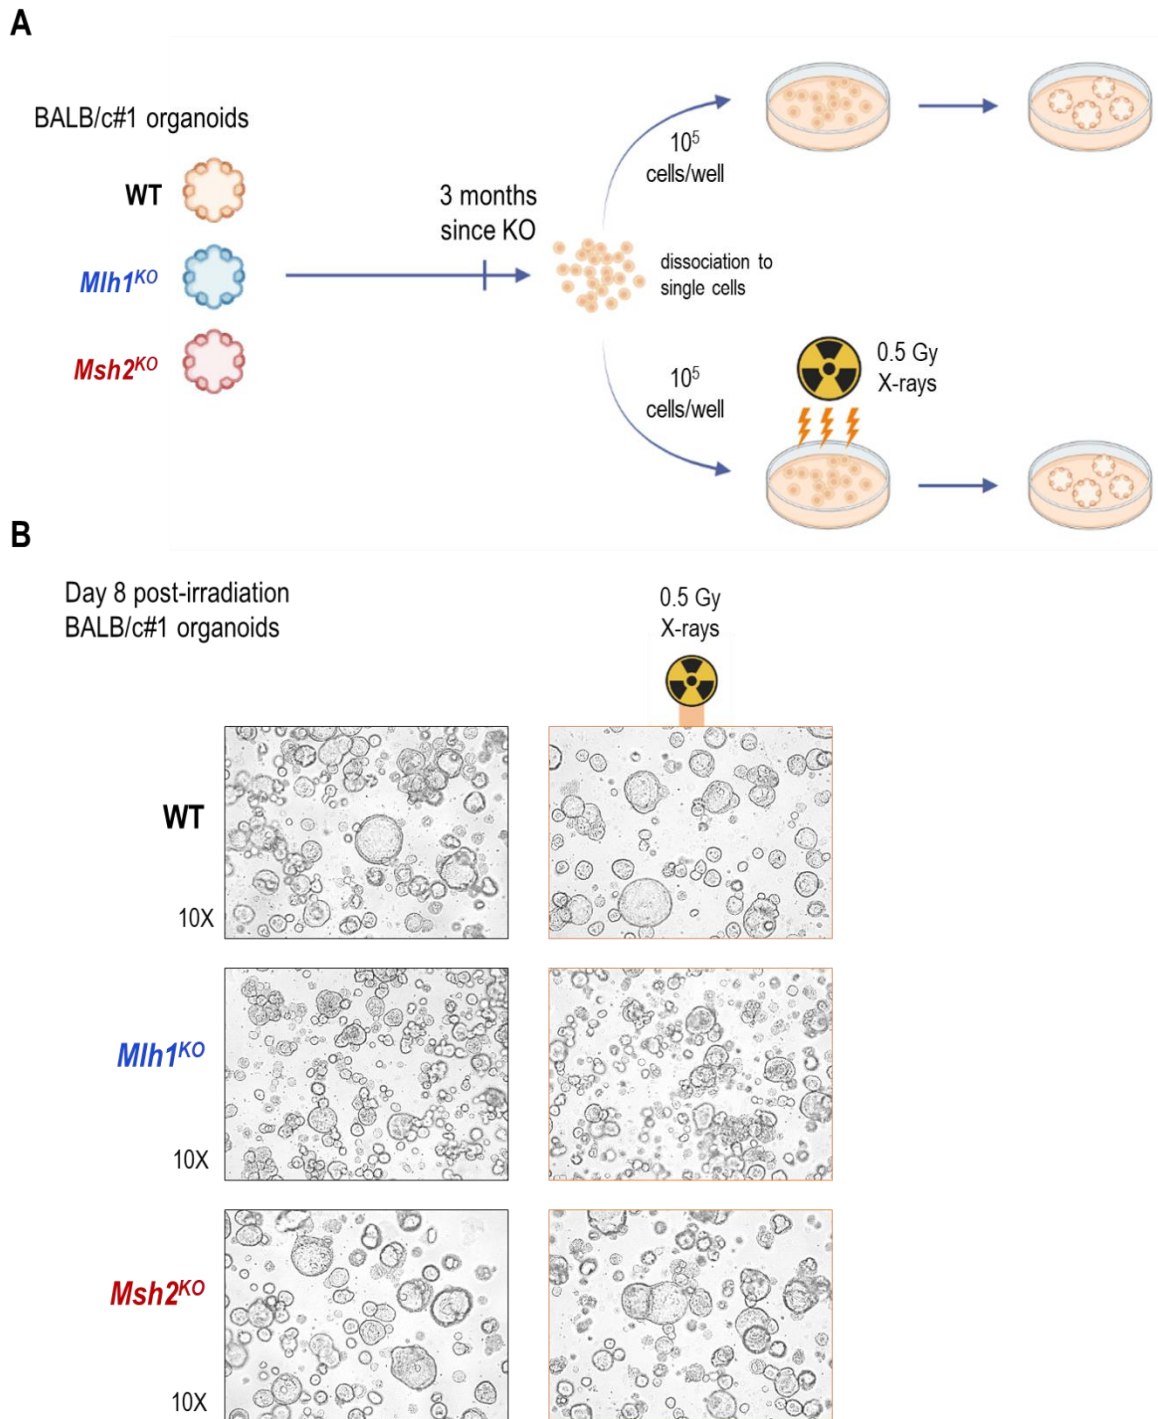 A
BALB/c#1 organoids
WT
Mlh1KO
Msh2KO
3 months
since KO
10⁵
cells/well
dissociation to
single cells
10⁵
cells/well
0.5 Gy
X-rays
B
Day 8 post-irradiation
BALB/c#1 organoids
0.5 Gy
X-rays
WT
10X
Mlh1KO
10X
Msh2KO
10X